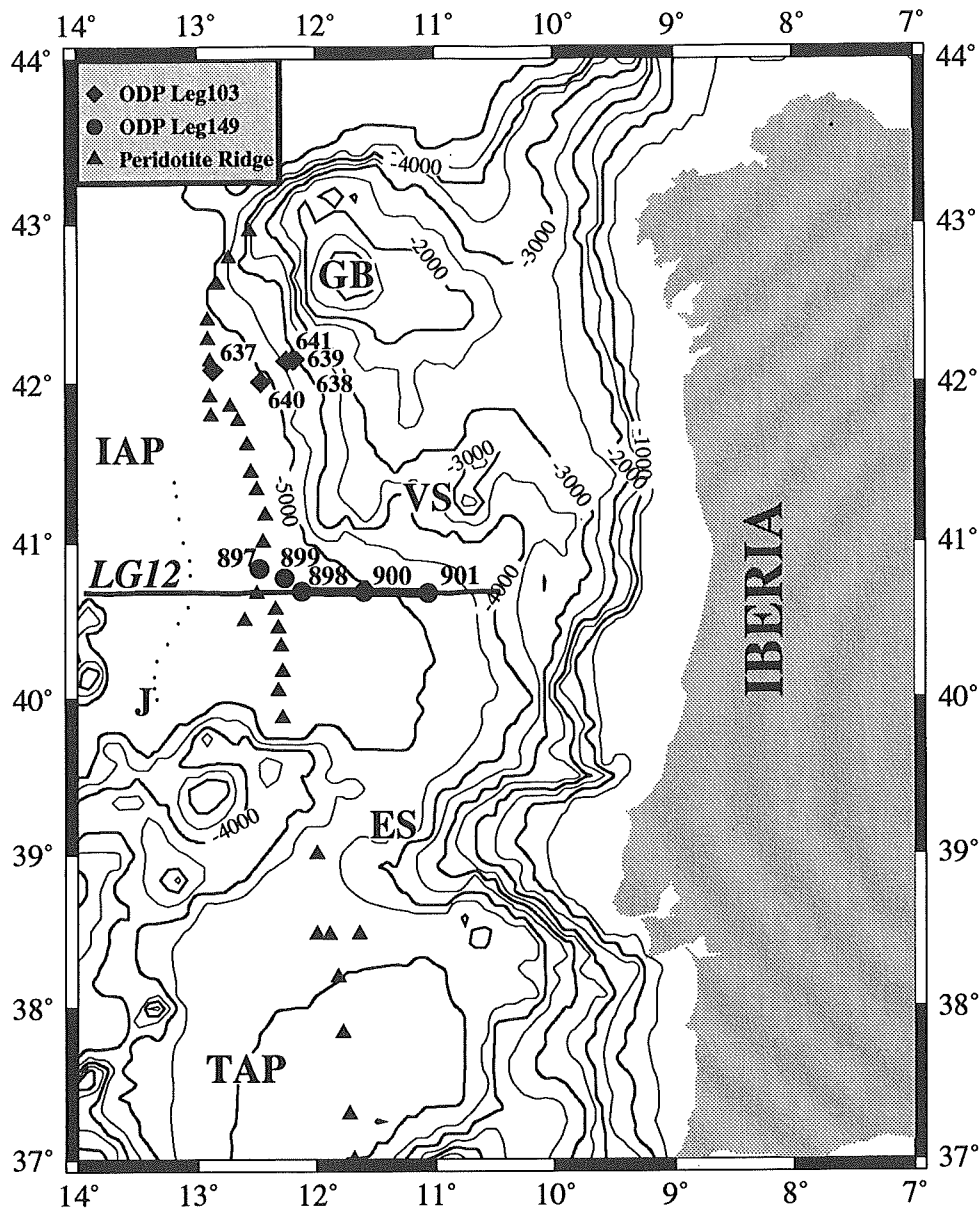 14° 13° 12° 11° 10° 9° 8° 7°
44° 44°
ODP Leg103
ODP Leg149
Peridotite Ridge
-4000
43° 43°
-3000
-2000
GB
641
637 639
638
42° 640 42°
-1000
IAP -3000 -2000
-3000
VS
-5000
41° 41°
897 899
LG12 898 900 901
-4000
IBERIA
40° J 40°
-4000 ES
39° 39°
38° 38°
TAP
37° 37°
14° 13° 12° 11° 10° 9° 8° 7°